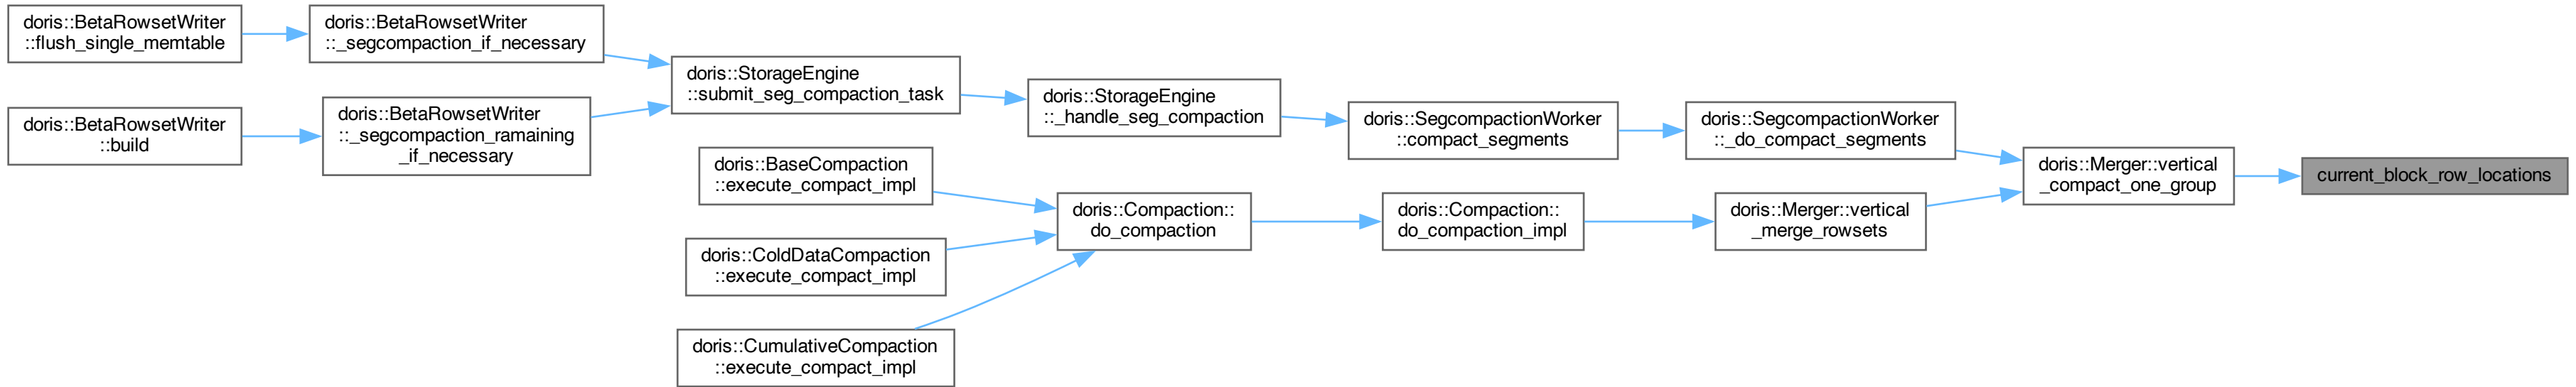 doris::BetaRowsetWriter
::flush_single_memtable
doris::BetaRowsetWriter
::_segcompaction_if_necessary
doris::StorageEngine
::submit_seg_compaction_task
doris::BetaRowsetWriter
::build
doris::BetaRowsetWriter
::_segcompaction_ramaining
_if_necessary
doris::StorageEngine
::_handle_seg_compaction
doris::SegcompactionWorker
::compact_segments
doris::SegcompactionWorker
::_do_compact_segments
doris::Merger::vertical
_compact_one_group
current_block_row_locations
doris::BaseCompaction
::execute_compact_impl
doris::Compaction::
do_compaction
doris::Compaction::
do_compaction_impl
doris::Merger::vertical
_merge_rowsets
doris::ColdDataCompaction
::execute_compact_impl
doris::CumulativeCompaction
::execute_compact_impl